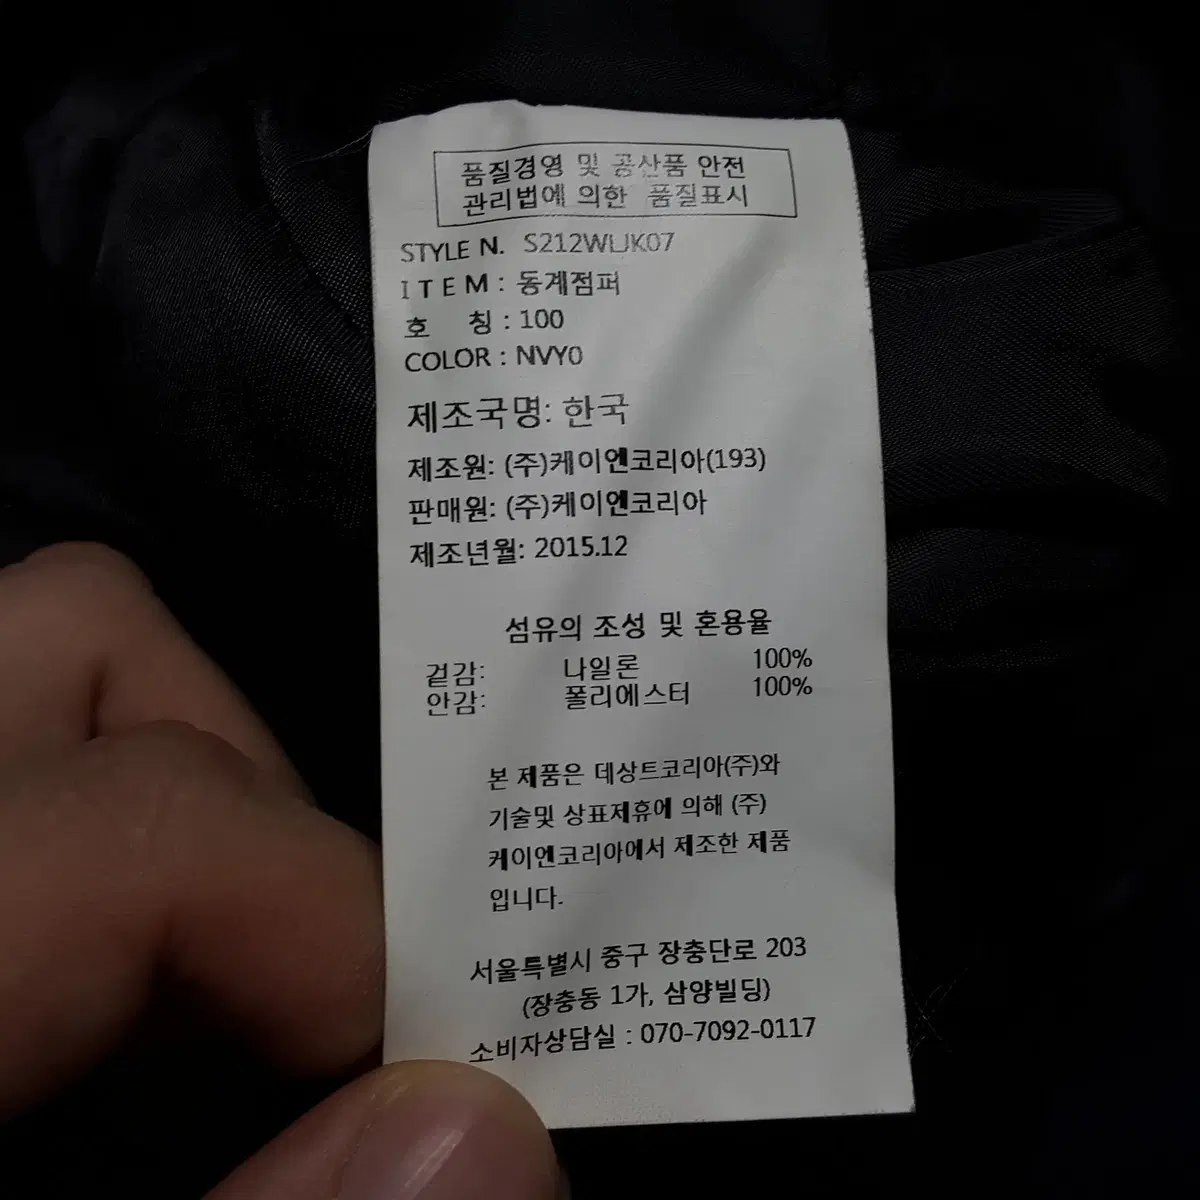 품질경영 및 공산품 안전
관리법에 의한 품질표시
STYLE N. S212WLJK07
ITEM : 동계점퍼
호 칭 : 100
COLOR : NVY0
제조국명: 한국
제조원: (주)케이엔코리아(193)
판매원: (주)케이엔코리아
제조년월: 2015.12
섬유의 조성 및 혼용율
겉감: 나일론 100%
안감: 폴리에스터 100%
본 제품은 데상트코리아(주)와
기술및 상표제휴에 의해 (주)
케이엔코리아에서 제조한 제품
입니다.
서울특별시 중구 장충단로 203
(장충동 1가, 삼양빌딩)
소비자상담실 : 070-7092-0117